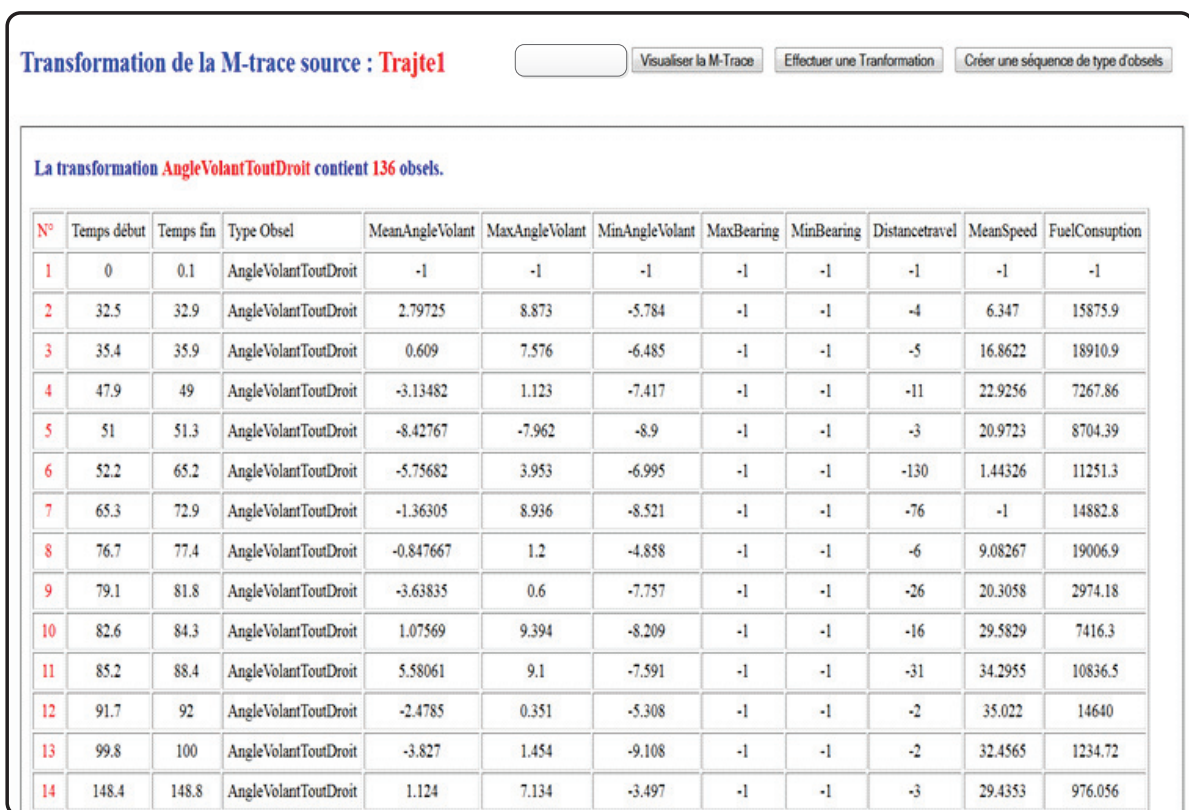 Transformation de la M-trace source : Trajte1
Visualiser la M-Trace
Effectuer une Tranformation
Créer une séquence de type d'obsels
La transformation AngleVolantToutDroit contient 136 obsels.
N° Temps début Temps fin Type Obsel MeanAngleVolant MaxAngleVolant MinAngleVolant MaxBearing MinBearing Distancetravel MeanSpeed FuelConsuption
1 0 0.1 AngleVolantToutDroit -1 -1 -1 -1 -1 -1 -1 -1
2 32.5 32.9 AngleVolantToutDroit 2.79725 8.873 -5.784 -1 -1 -4 6.347 15875.9
3 35.4 35.9 AngleVolantToutDroit 0.609 7.576 -6.485 -1 -1 -5 16.8622 18910.9
4 47.9 49 AngleVolantToutDroit -3.13482 1.123 -7.417 -1 -1 -11 22.9256 7267.86
5 51 51.3 AngleVolantToutDroit -8.42767 -7.962 -8.9 -1 -1 -3 20.9723 8704.39
6 52.2 65.2 AngleVolantToutDroit -5.75682 3.953 -6.995 -1 -1 -130 1.44326 11251.3
7 65.3 72.9 AngleVolantToutDroit -1.36305 8.936 -8.521 -1 -1 -76 -1 14882.8
8 76.7 77.4 AngleVolantToutDroit -0.847667 1.2 -4.858 -1 -1 -6 9.08267 19006.9
9 79.1 81.8 AngleVolantToutDroit -3.63835 0.6 -7.757 -1 -1 -26 20.3058 2974.18
10 82.6 84.3 AngleVolantToutDroit 1.07569 9.394 -8.209 -1 -1 -16 29.5829 7416.3
11 85.2 88.4 AngleVolantToutDroit 5.58061 9.1 -7.591 -1 -1 -31 34.2955 10836.5
12 91.7 92 AngleVolantToutDroit -2.4785 0.351 -5.308 -1 -1 -2 35.022 14640
13 99.8 100 AngleVolantToutDroit -3.827 1.454 -9.108 -1 -1 -2 32.4565 1234.72
14 148.4 148.8 AngleVolantToutDroit 1.124 7.134 -3.497 -1 -1 -3 29.4353 976.056